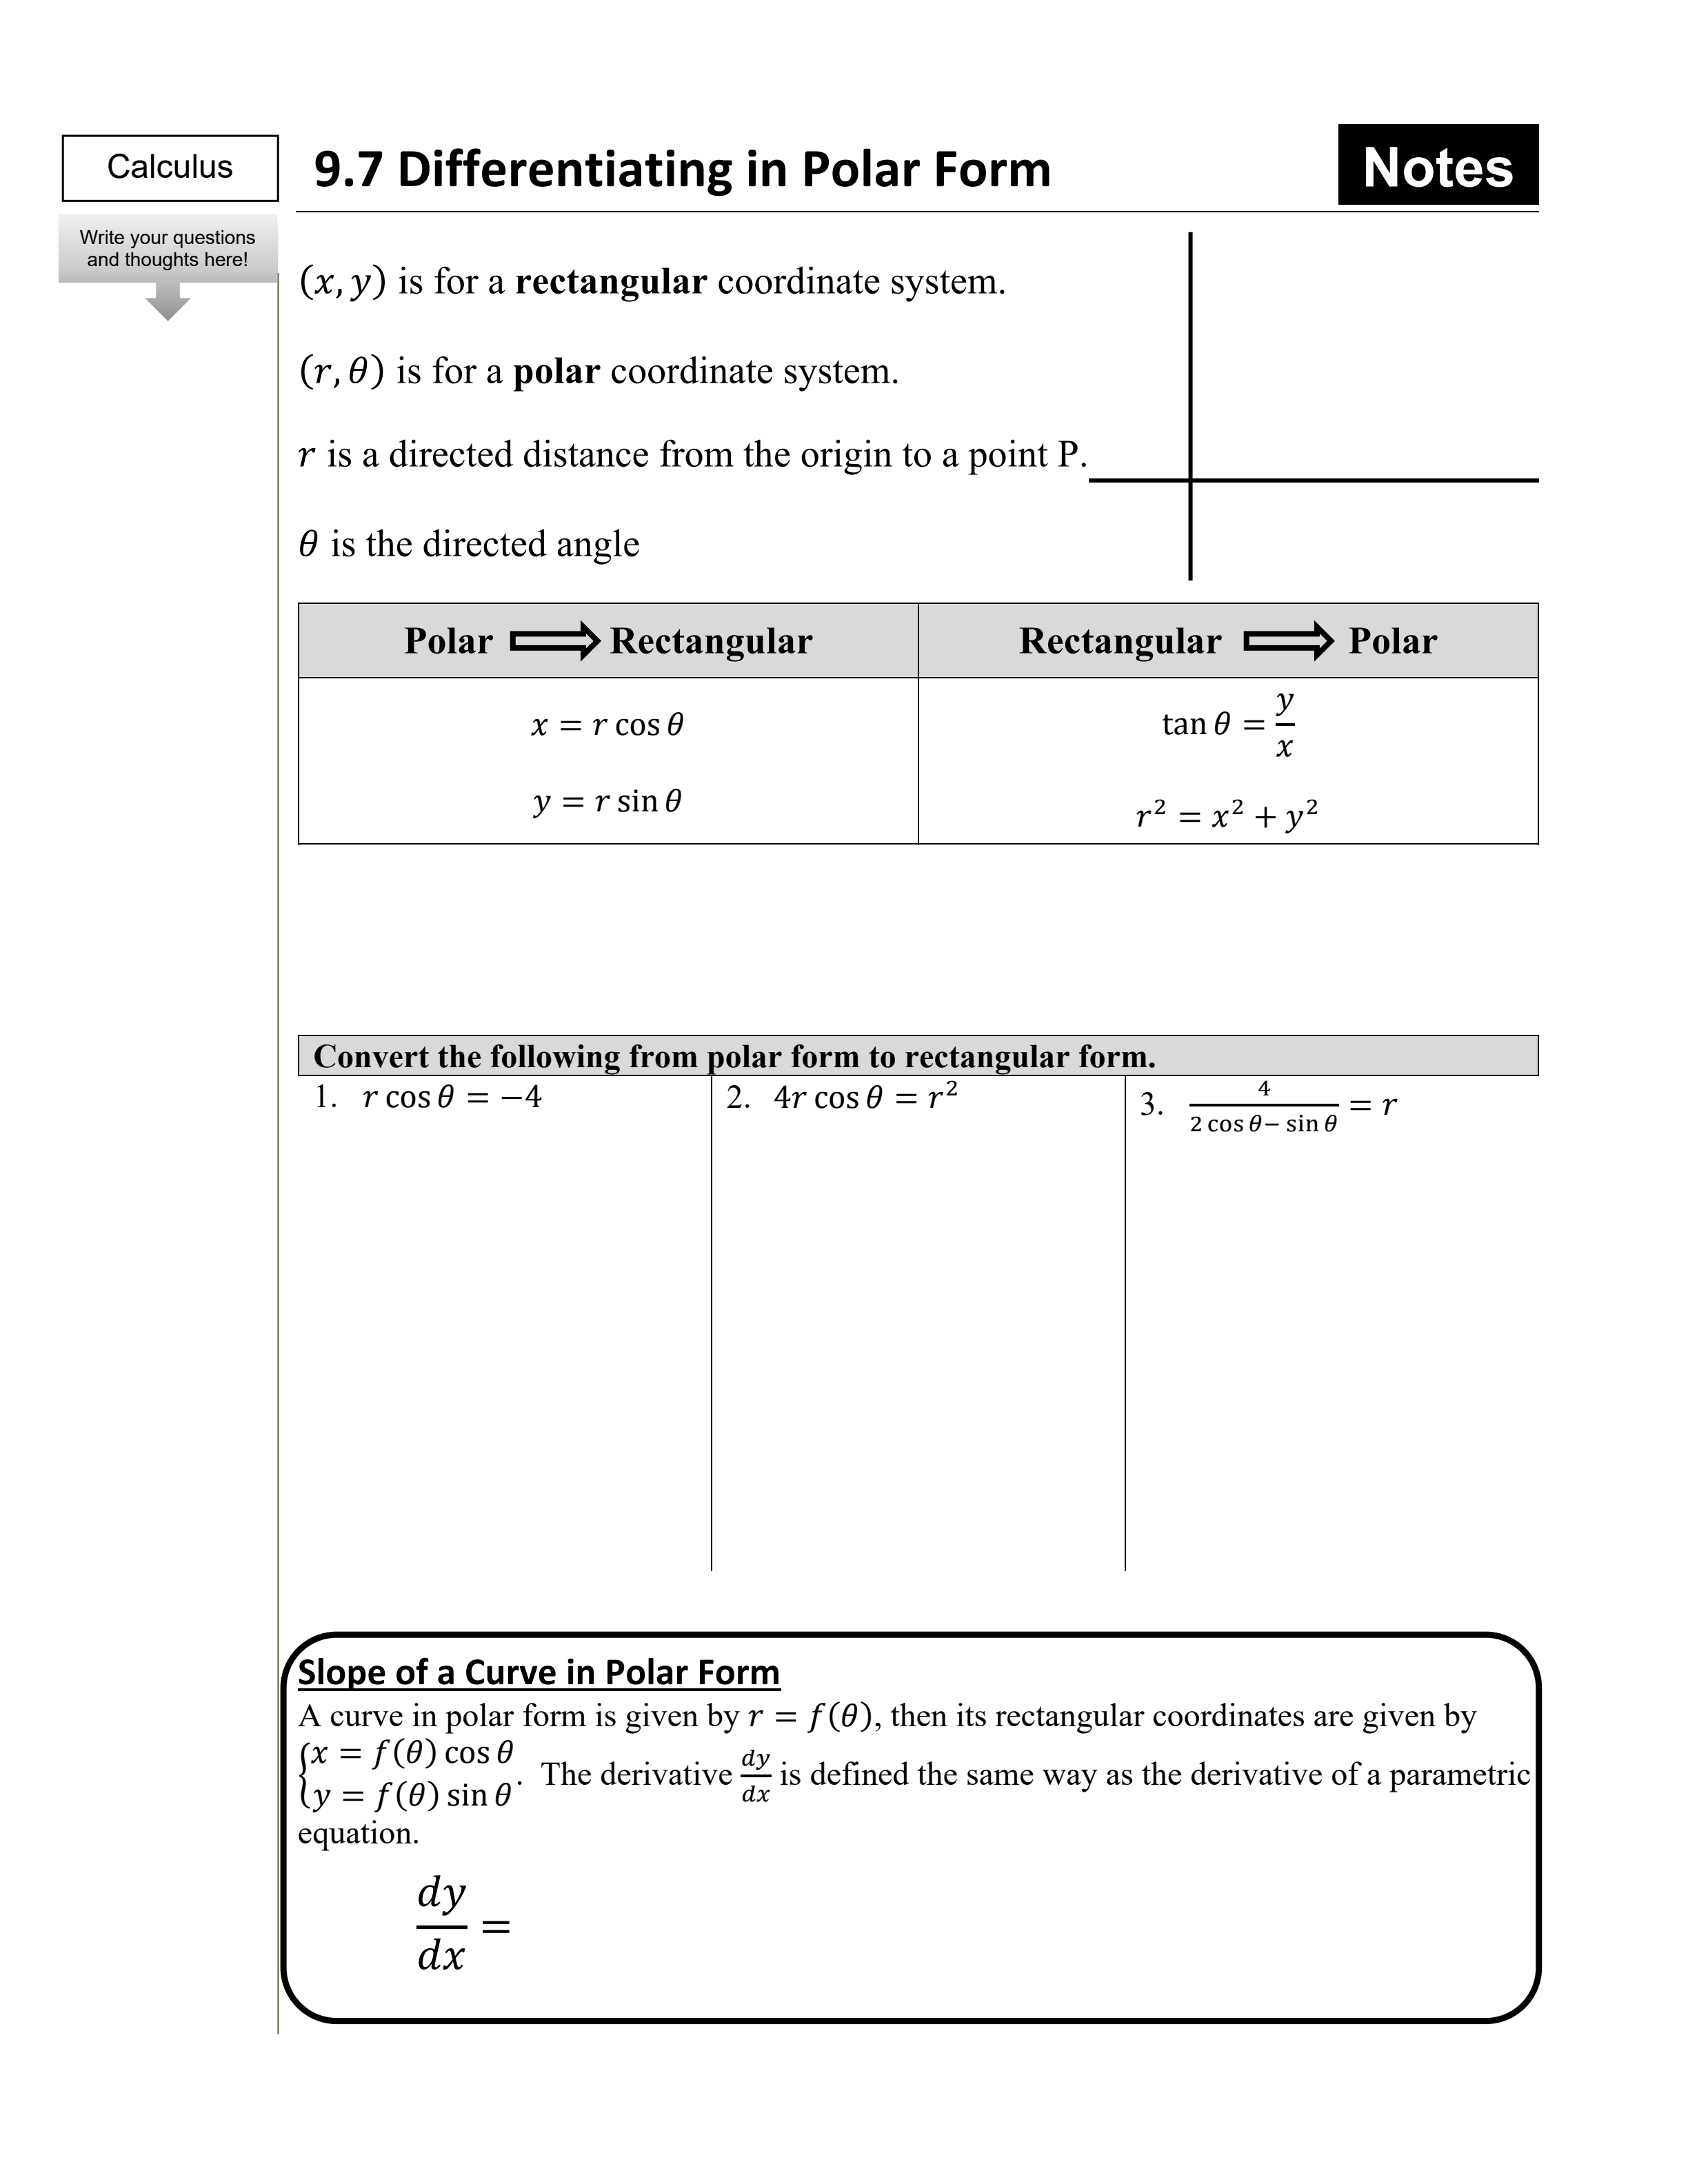 Calculus
9.7 Differentiating in Polar Form
Notes
Write your questions
and thoughts here!
(𝑥, 𝑦) is for a rectangular coordinate system.
(𝑟, 𝜃) is for a polar coordinate system.
𝑟 is a directed distance from the origin to a point P.
𝜃 is the directed angle
Polar ⇒ Rectangular
Rectangular ⇒ Polar
𝑥 = 𝑟 cos 𝜃
𝑦 = 𝑟 sin 𝜃
tan 𝜃 = 𝑦/𝑥
𝑟² = 𝑥² + 𝑦²
Convert the following from polar form to rectangular form.
1. 𝑟 cos 𝜃 = −4
2. 4𝑟 cos 𝜃 = 𝑟²
3. 4/(2 cos 𝜃− sin 𝜃) = 𝑟
Slope of a Curve in Polar Form
A curve in polar form is given by 𝑟 = 𝑓(𝜃), then its rectangular coordinates are given by
{𝑥 = 𝑓(𝜃) cos 𝜃
𝑦 = 𝑓(𝜃) sin 𝜃. The derivative 𝑑𝑦/𝑑𝑥 is defined the same way as the derivative of a parametric
equation.
𝑑𝑦/𝑑𝑥 =